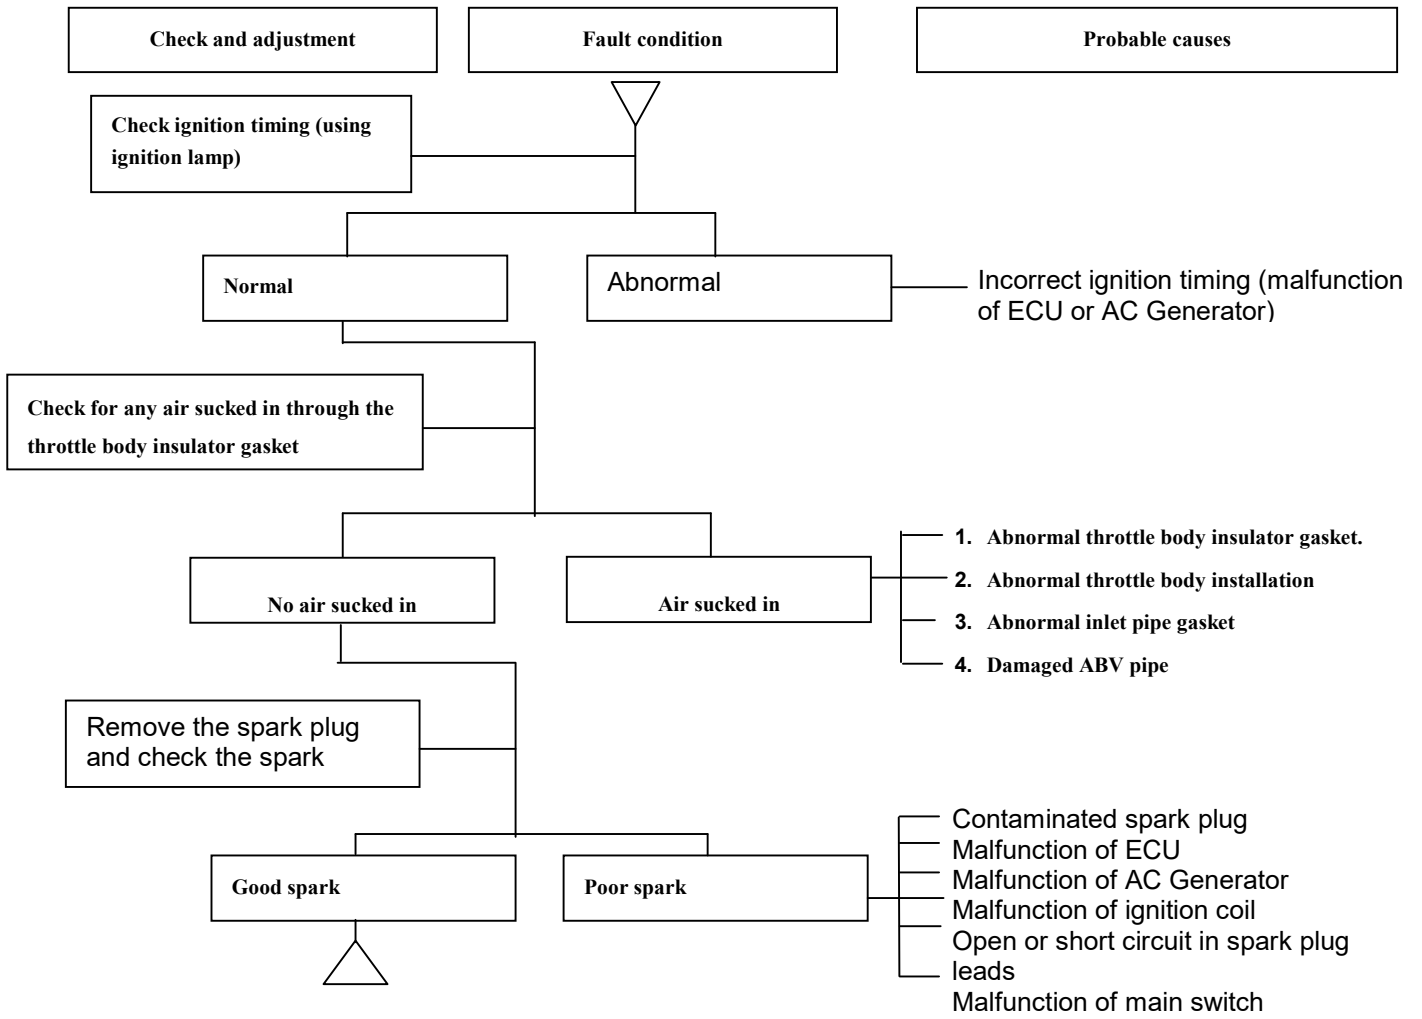 Check and adjustment
Fault condition
Probable causes
Check ignition timing (using
ignition lamp)
Normal
Abnormal
Incorrect ignition timing (malfunction
of ECU or AC Generator)
Check for any air sucked in through the
throttle body insulator gasket
No air sucked in
Air sucked in
1. Abnormal throttle body insulator gasket.
2. Abnormal throttle body installation
3. Abnormal inlet pipe gasket
4. Damaged ABV pipe
Remove the spark plug
and check the spark
Good spark
Poor spark
Contaminated spark plug
Malfunction of ECU
Malfunction of AC Generator
Malfunction of ignition coil
Open or short circuit in spark plug
leads
Malfunction of main switch